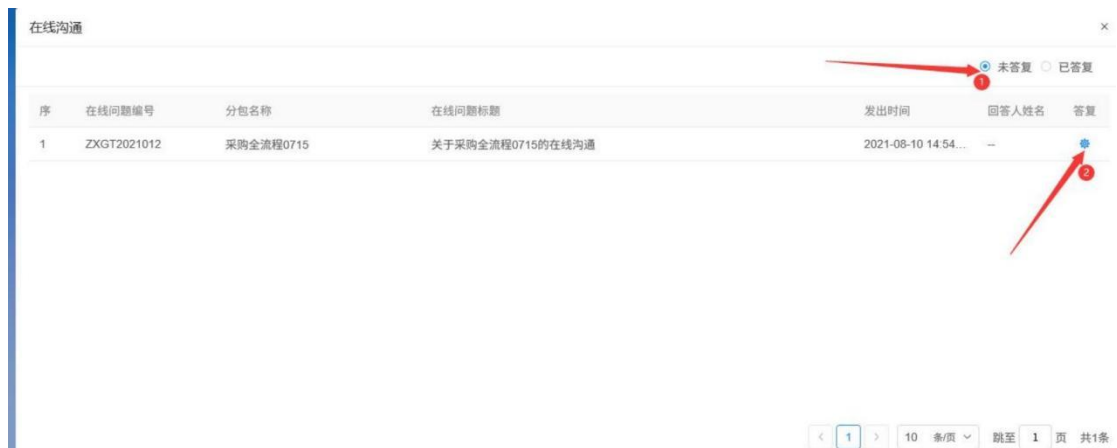 在线沟通 ×
未答复 已答复
1
序 在线问题编号 分包名称 在线问题标题 发出时间 回答人姓名 答复
1 ZXGT2021012 采购全流程0715 关于采购全流程0715的在线沟通 2021-08-10 14:54... --
2
< 1 > 10 条/页 跳至 1 页 共1条